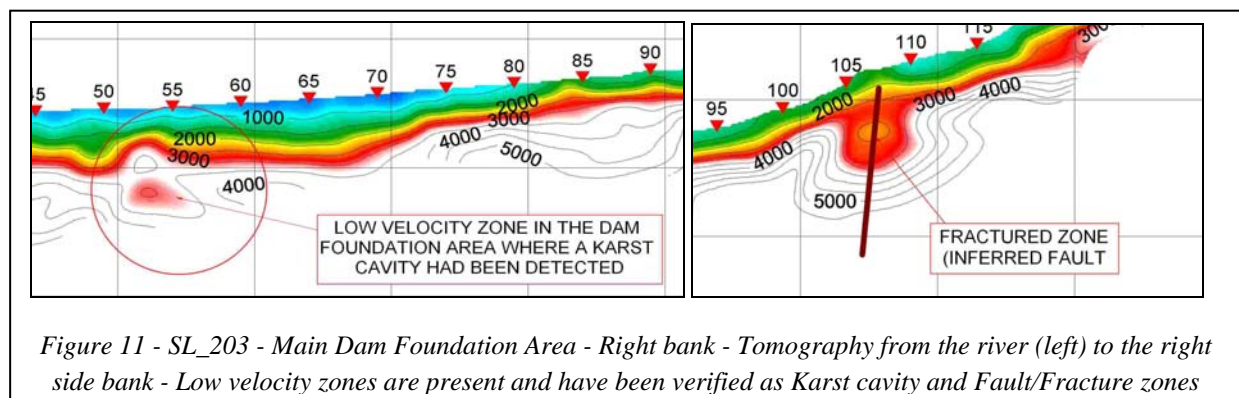 45 50 55 60 65 70 75 80 85 90
1000
2000
2000
3000
3000
4000
4000
5000
LOW VELOCITY ZONE IN THE DAM
FOUNDATION AREA WHERE A KARST
CAVITY HAD BEEN DETECTED
95 100 105 110 115
3000
2000
3000
4000
4000
5000
FRACTURED ZONE
(INFERRED FAULT
Figure 11 - SL_203 - Main Dam Foundation Area - Right bank - Tomography from the river (left) to the right
side bank - Low velocity zones are present and have been verified as Karst cavity and Fault/Fracture zones